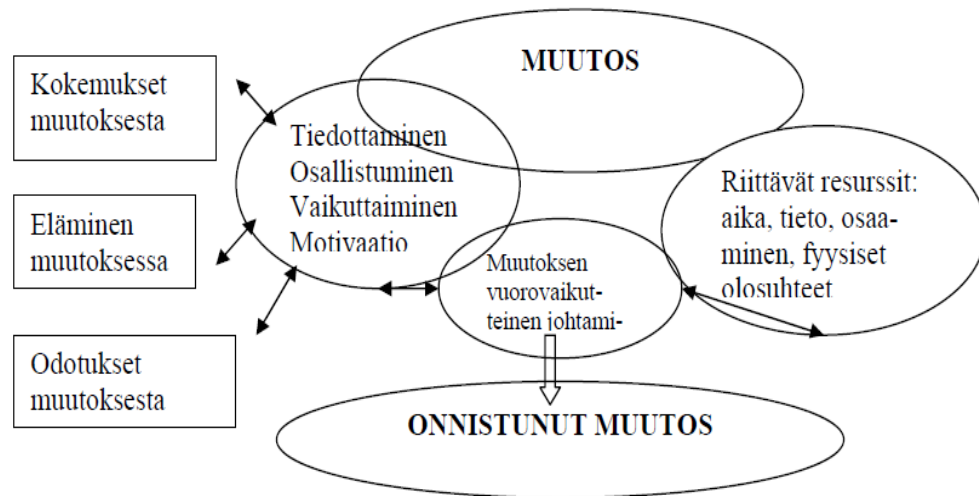 MUUTOS
Kokemukset
muutoksesta
Tiedottaminen
Osallistuminen
Vaikuttaiminen
Motivaatio
Riittävät resurssit:
aika, tieto, osaa-
minen, fyysiset
olosuhteet
Eläminen
muutoksessa
Muutoksen
vuorovaikut-
teinen johtami-
Odotukset
muutoksesta
ONNISTUNUT MUUTOS